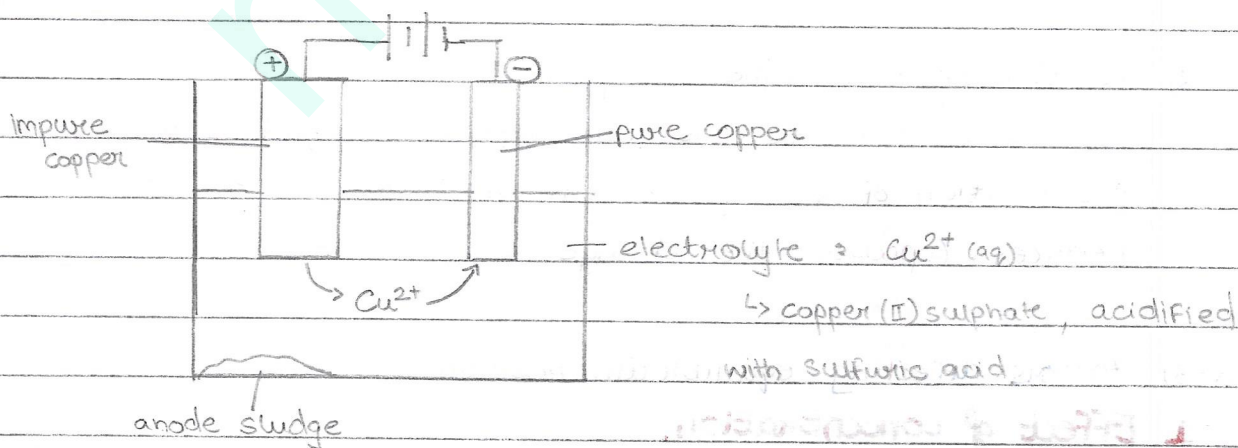 +
−
impure
copper
pure copper
electrolyte : Cu²⁺ (aq)
Cu²⁺
↳ copper (II) sulphate, acidified
with sulfuric acid.
anode sludge